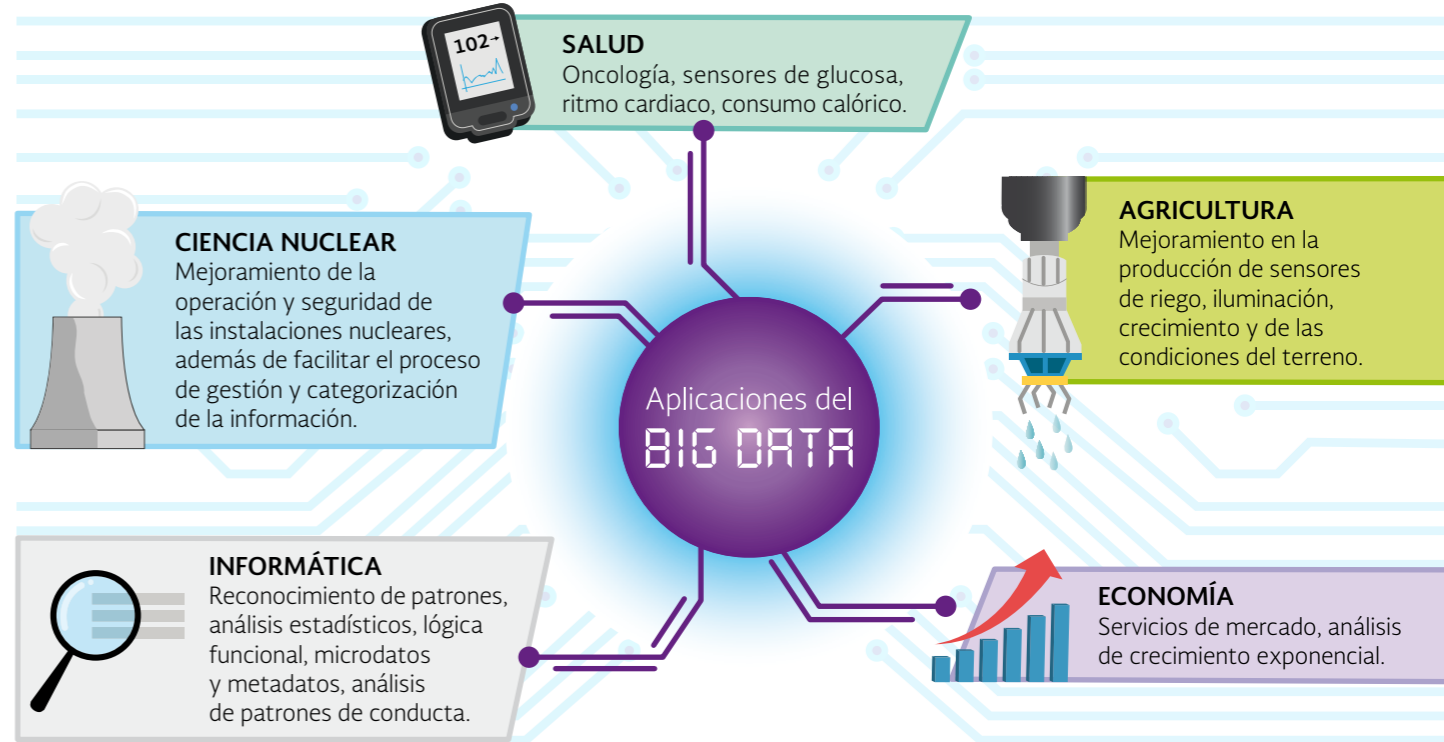 102→
SALUD
Oncología, sensores de glucosa,
ritmo cardiaco, consumo calórico.
CIENCIA NUCLEAR
Mejoramiento de la
operación y seguridad de
las instalaciones nucleares,
además de facilitar el proceso
de gestión y categorización
de la información.
AGRICULTURA
Mejoramiento en la
producción de sensores
de riego, iluminación,
crecimiento y de las
condiciones del terreno.
Aplicaciones del
BIG DATA
INFORMÁTICA
Reconocimiento de patrones,
análisis estadísticos, lógica
funcional, microdatos
y metadatos, análisis
de patrones de conducta.
ECONOMÍA
Servicios de mercado, análisis
de crecimiento exponencial.